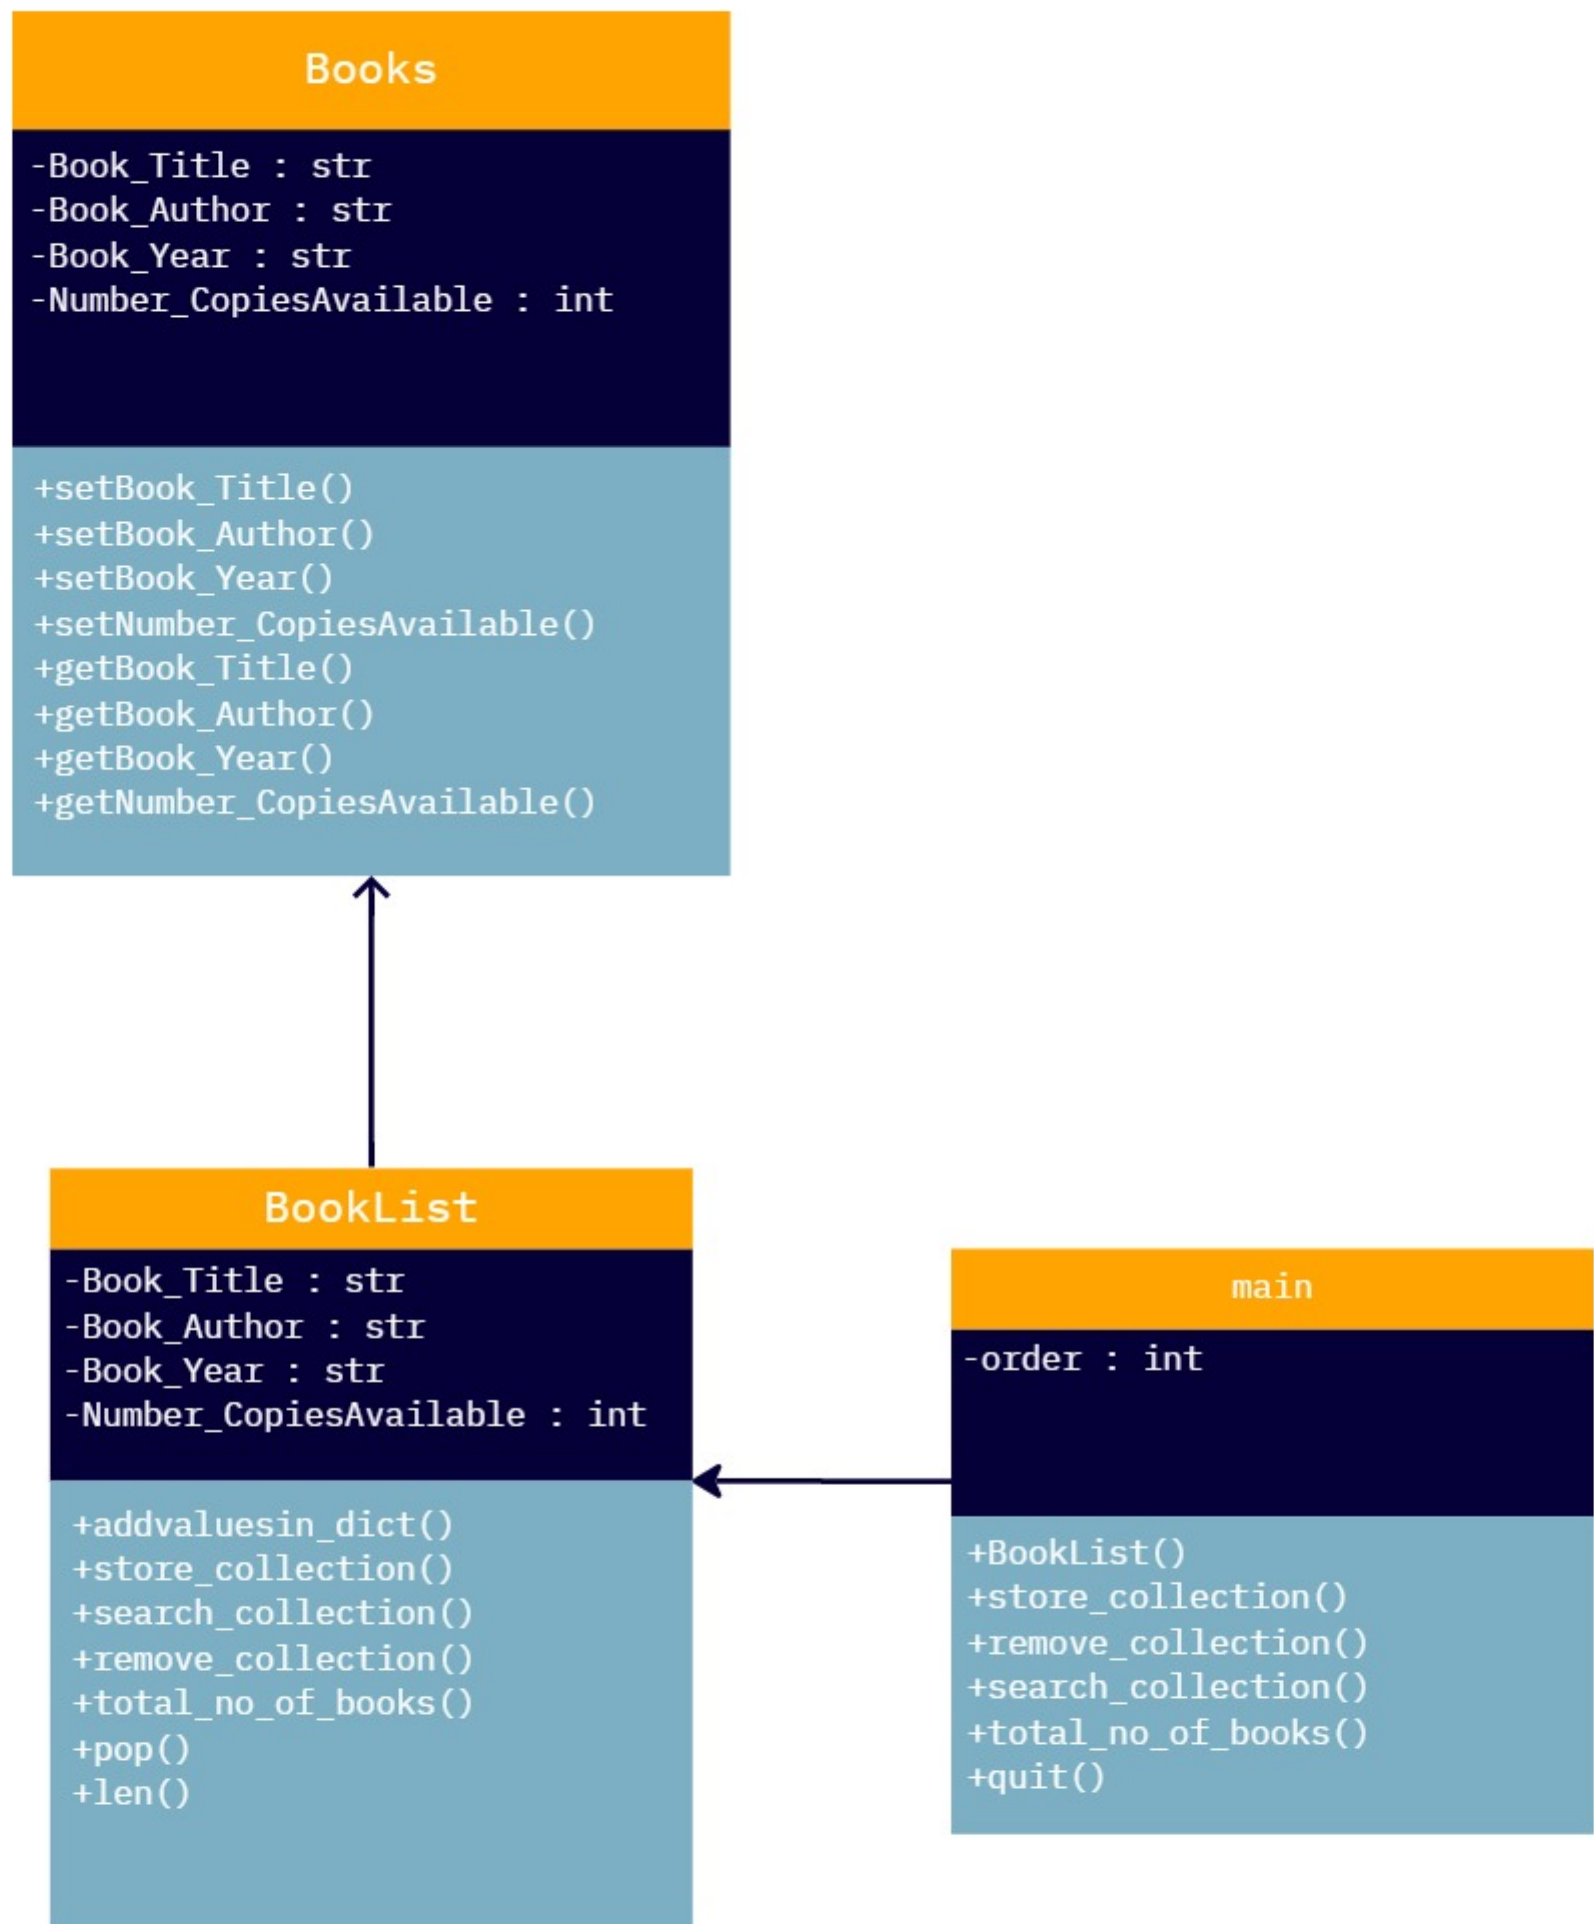 Books
-Book_Title : str
-Book_Author : str
-Book_Year : str
-Number_CopiesAvailable : int
+setBook_Title()
+setBook_Author()
+setBook_Year()
+setNumber_CopiesAvailable()
+getBook_Title()
+getBook_Author()
+getBook_Year()
+getNumber_CopiesAvailable()
BookList
-Book_Title : str
-Book_Author : str
-Book_Year : str
-Number_CopiesAvailable : int
+addvaluesin_dict()
+store_collection()
+search_collection()
+remove_collection()
+total_no_of_books()
+pop()
+len()
main
-order : int
+BookList()
+store_collection()
+remove_collection()
+search_collection()
+total_no_of_books()
+quit()